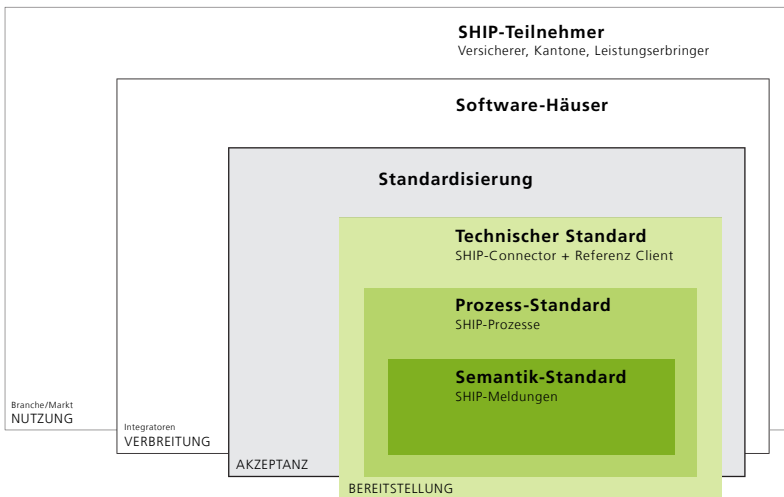 SHIP-Teilnehmer
Versicherer, Kantone, Leistungserbringer
Software-Häuser
Standardisierung
Technischer Standard
SHIP-Connector + Referenz Client
Prozess-Standard
SHIP-Prozesse
Semantik-Standard
SHIP-Meldungen
Branche/Markt
NUTZUNG
Integratoren
VERBREITUNG
AKZEPTANZ
BEREITSTELLUNG